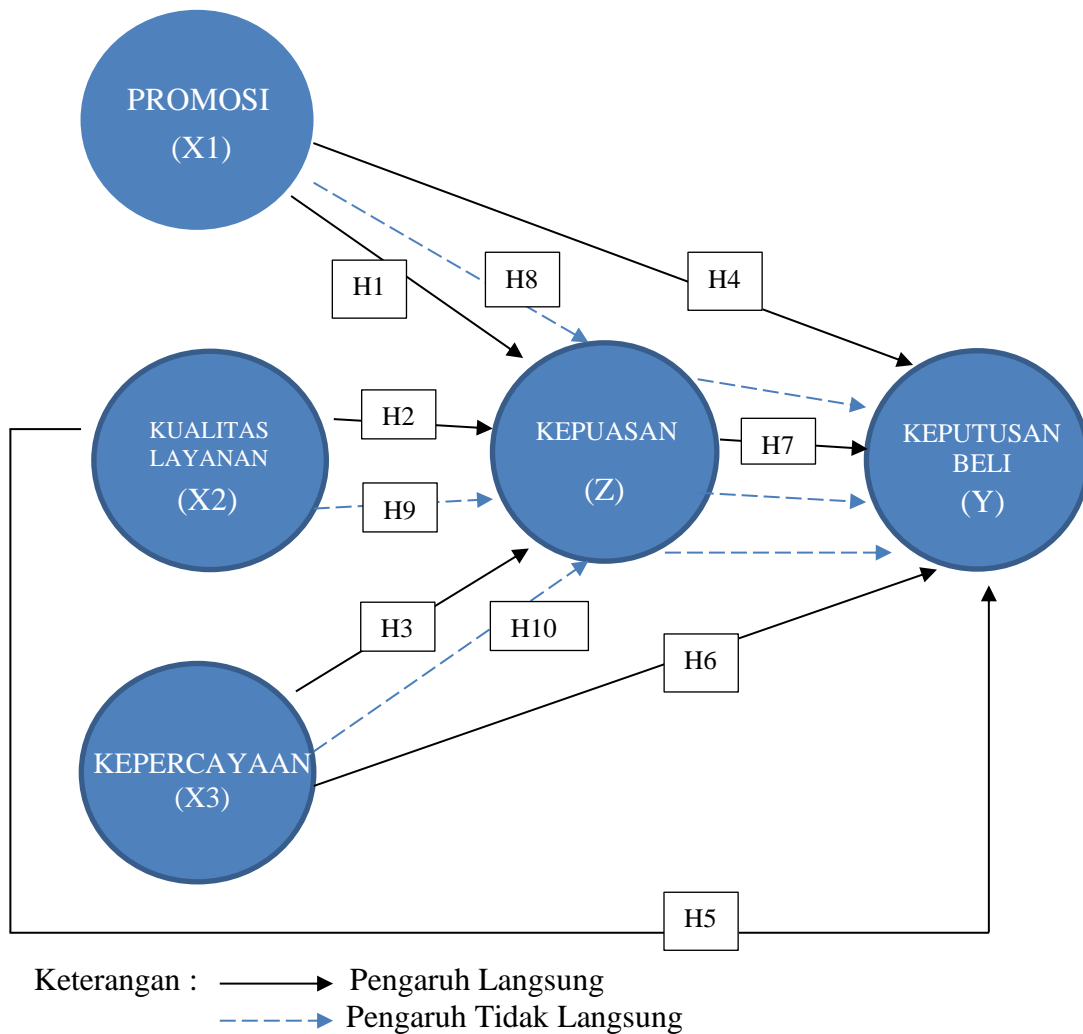 PROMOSI
(X1)
H1
H8
H4
KUALITAS
LAYANAN
(X2)
H2
H9
KEPUASAN
(Z)
H7
KEPUTUSAN
BELI
(Y)
H3
H10
H6
KEPERCAYAAN
(X3)
H5
Keterangan :
Pengaruh Langsung
Pengaruh Tidak Langsung